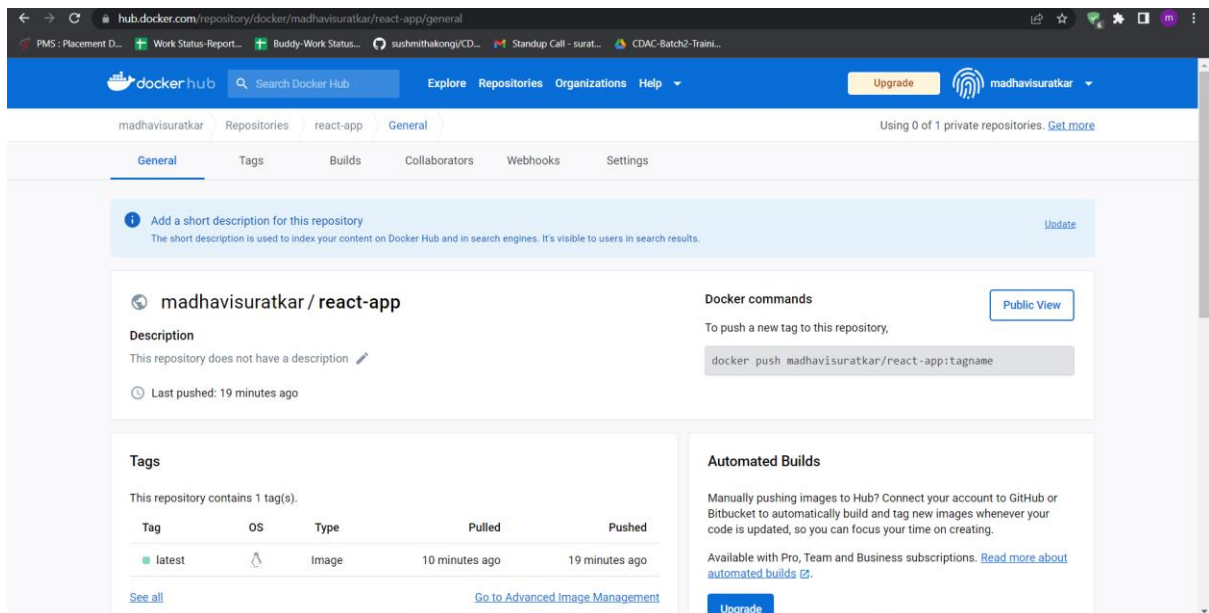 hub.docker.com/repository/docker/madhavisuratkar/react-app/general
m
PMS : Placement D... Work Status-Report... Buddy-Work Status... sushmithakongi/CD... Standup Call - surat... CDAC-Batch2-Traini...
dockerhub Search Docker Hub Explore Repositories Organizations Help Upgrade madhavisuratkar
madhavisuratkar Repositories react-app General Using 0 of 1 private repositories. Get more
General Tags Builds Collaborators Webhooks Settings
Add a short description for this repository Update
The short description is used to index your content on Docker Hub and in search engines. It's visible to users in search results.
madhavisuratkar / react-app
Description
This repository does not have a description
Last pushed: 19 minutes ago
Docker commands Public View
To push a new tag to this repository,
docker push madhavisuratkar/react-app:tagname
Tags
This repository contains 1 tag(s).
Tag OS Type Pulled Pushed
latest Image 10 minutes ago 19 minutes ago
See all Go to Advanced Image Management
Automated Builds
Manually pushing images to Hub? Connect your account to GitHub or
Bitbucket to automatically build and tag new images whenever your
code is updated, so you can focus your time on creating.
Available with Pro, Team and Business subscriptions. Read more about
automated builds.
Upgrade